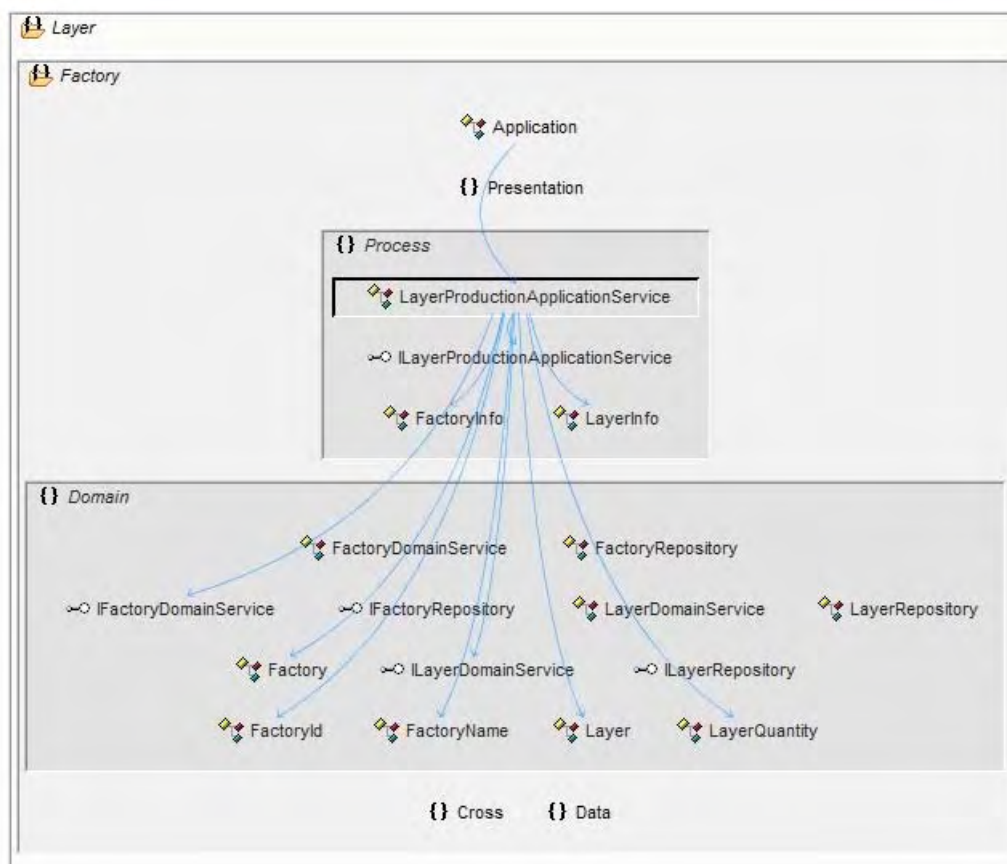 Layer
Factory
Application
{} Presentation
{} Process
LayerProductionApplicationService
ILayerProductionApplicationService
FactoryInfo LayerInfo
{} Domain
FactoryDomainService FactoryRepository
IFactoryDomainService IFactoryRepository LayerDomainService LayerRepository
Factory ILayerDomainService ILayerRepository
FactoryId FactoryName Layer LayerQuantity
{} Cross {} Data